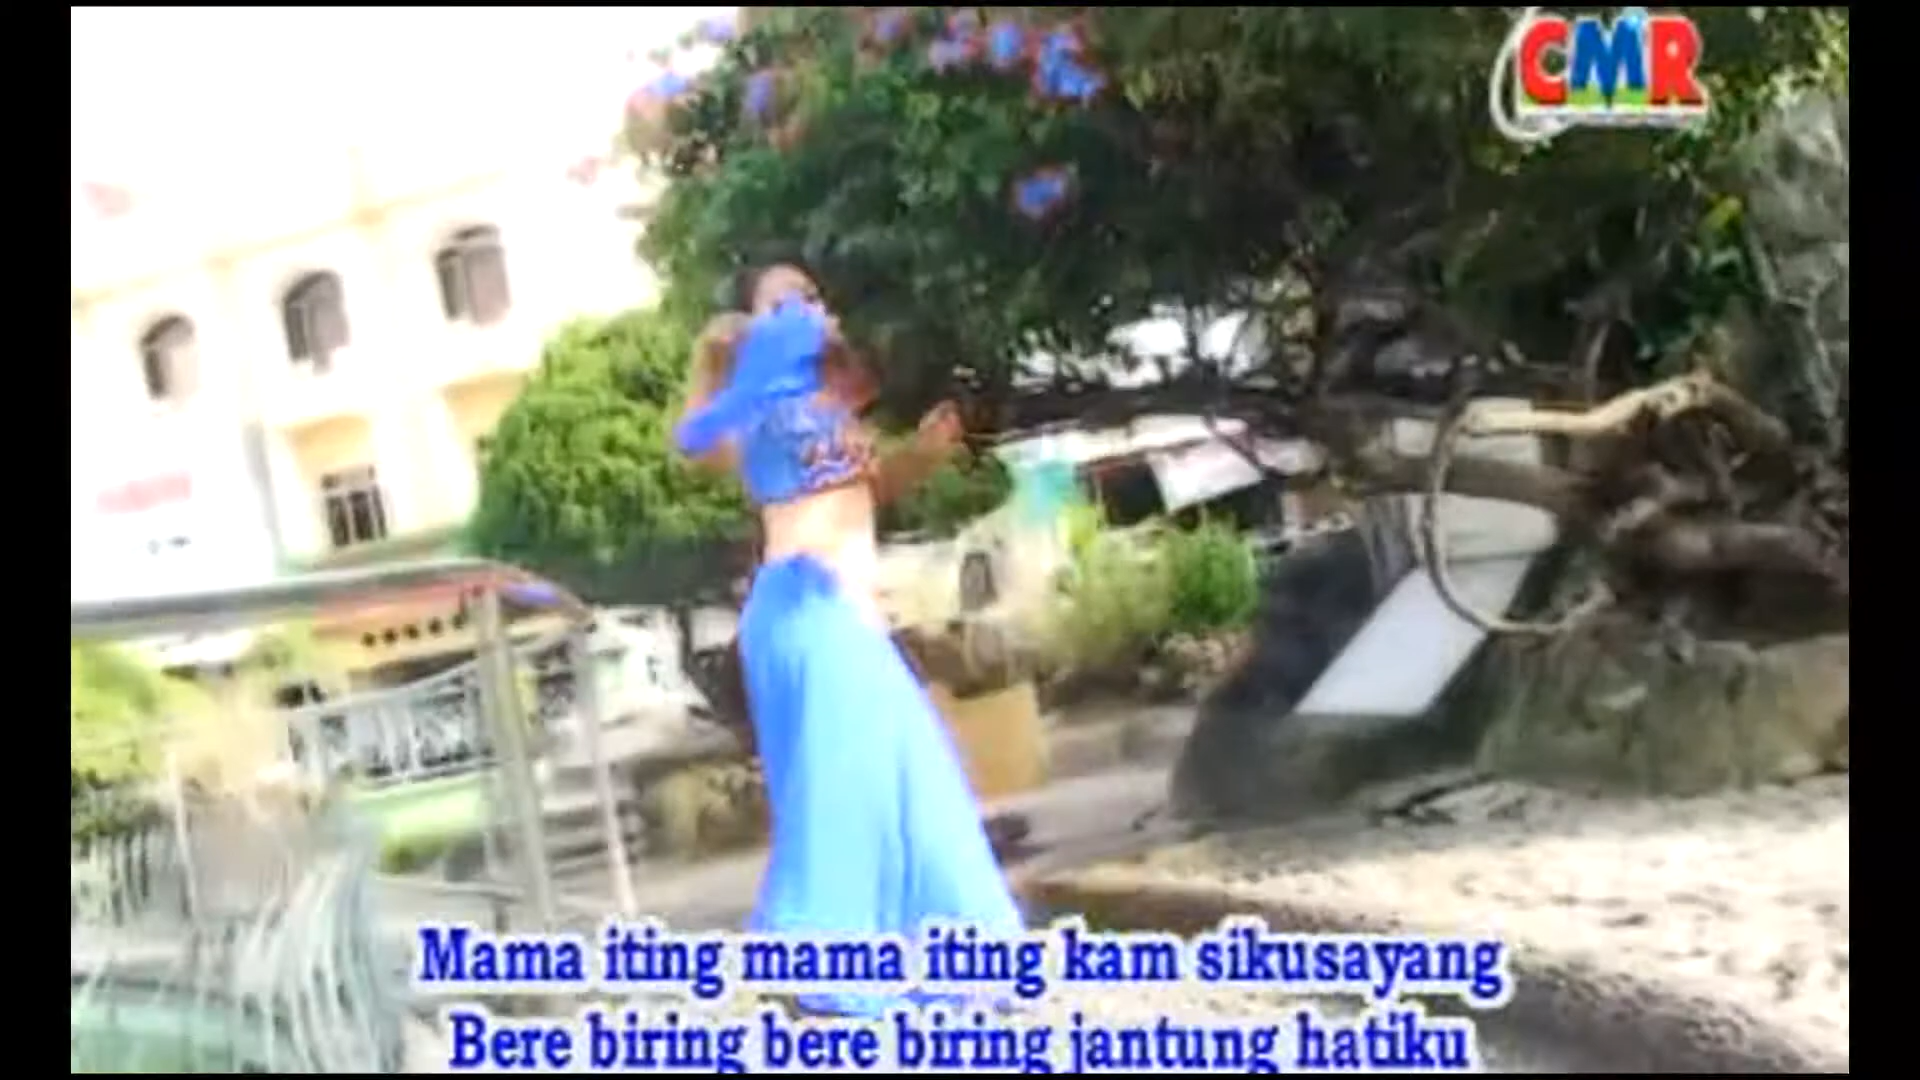 CMR
Mama iting mama iting kam sikusayang
Bere biring bere biring jantung hatiku